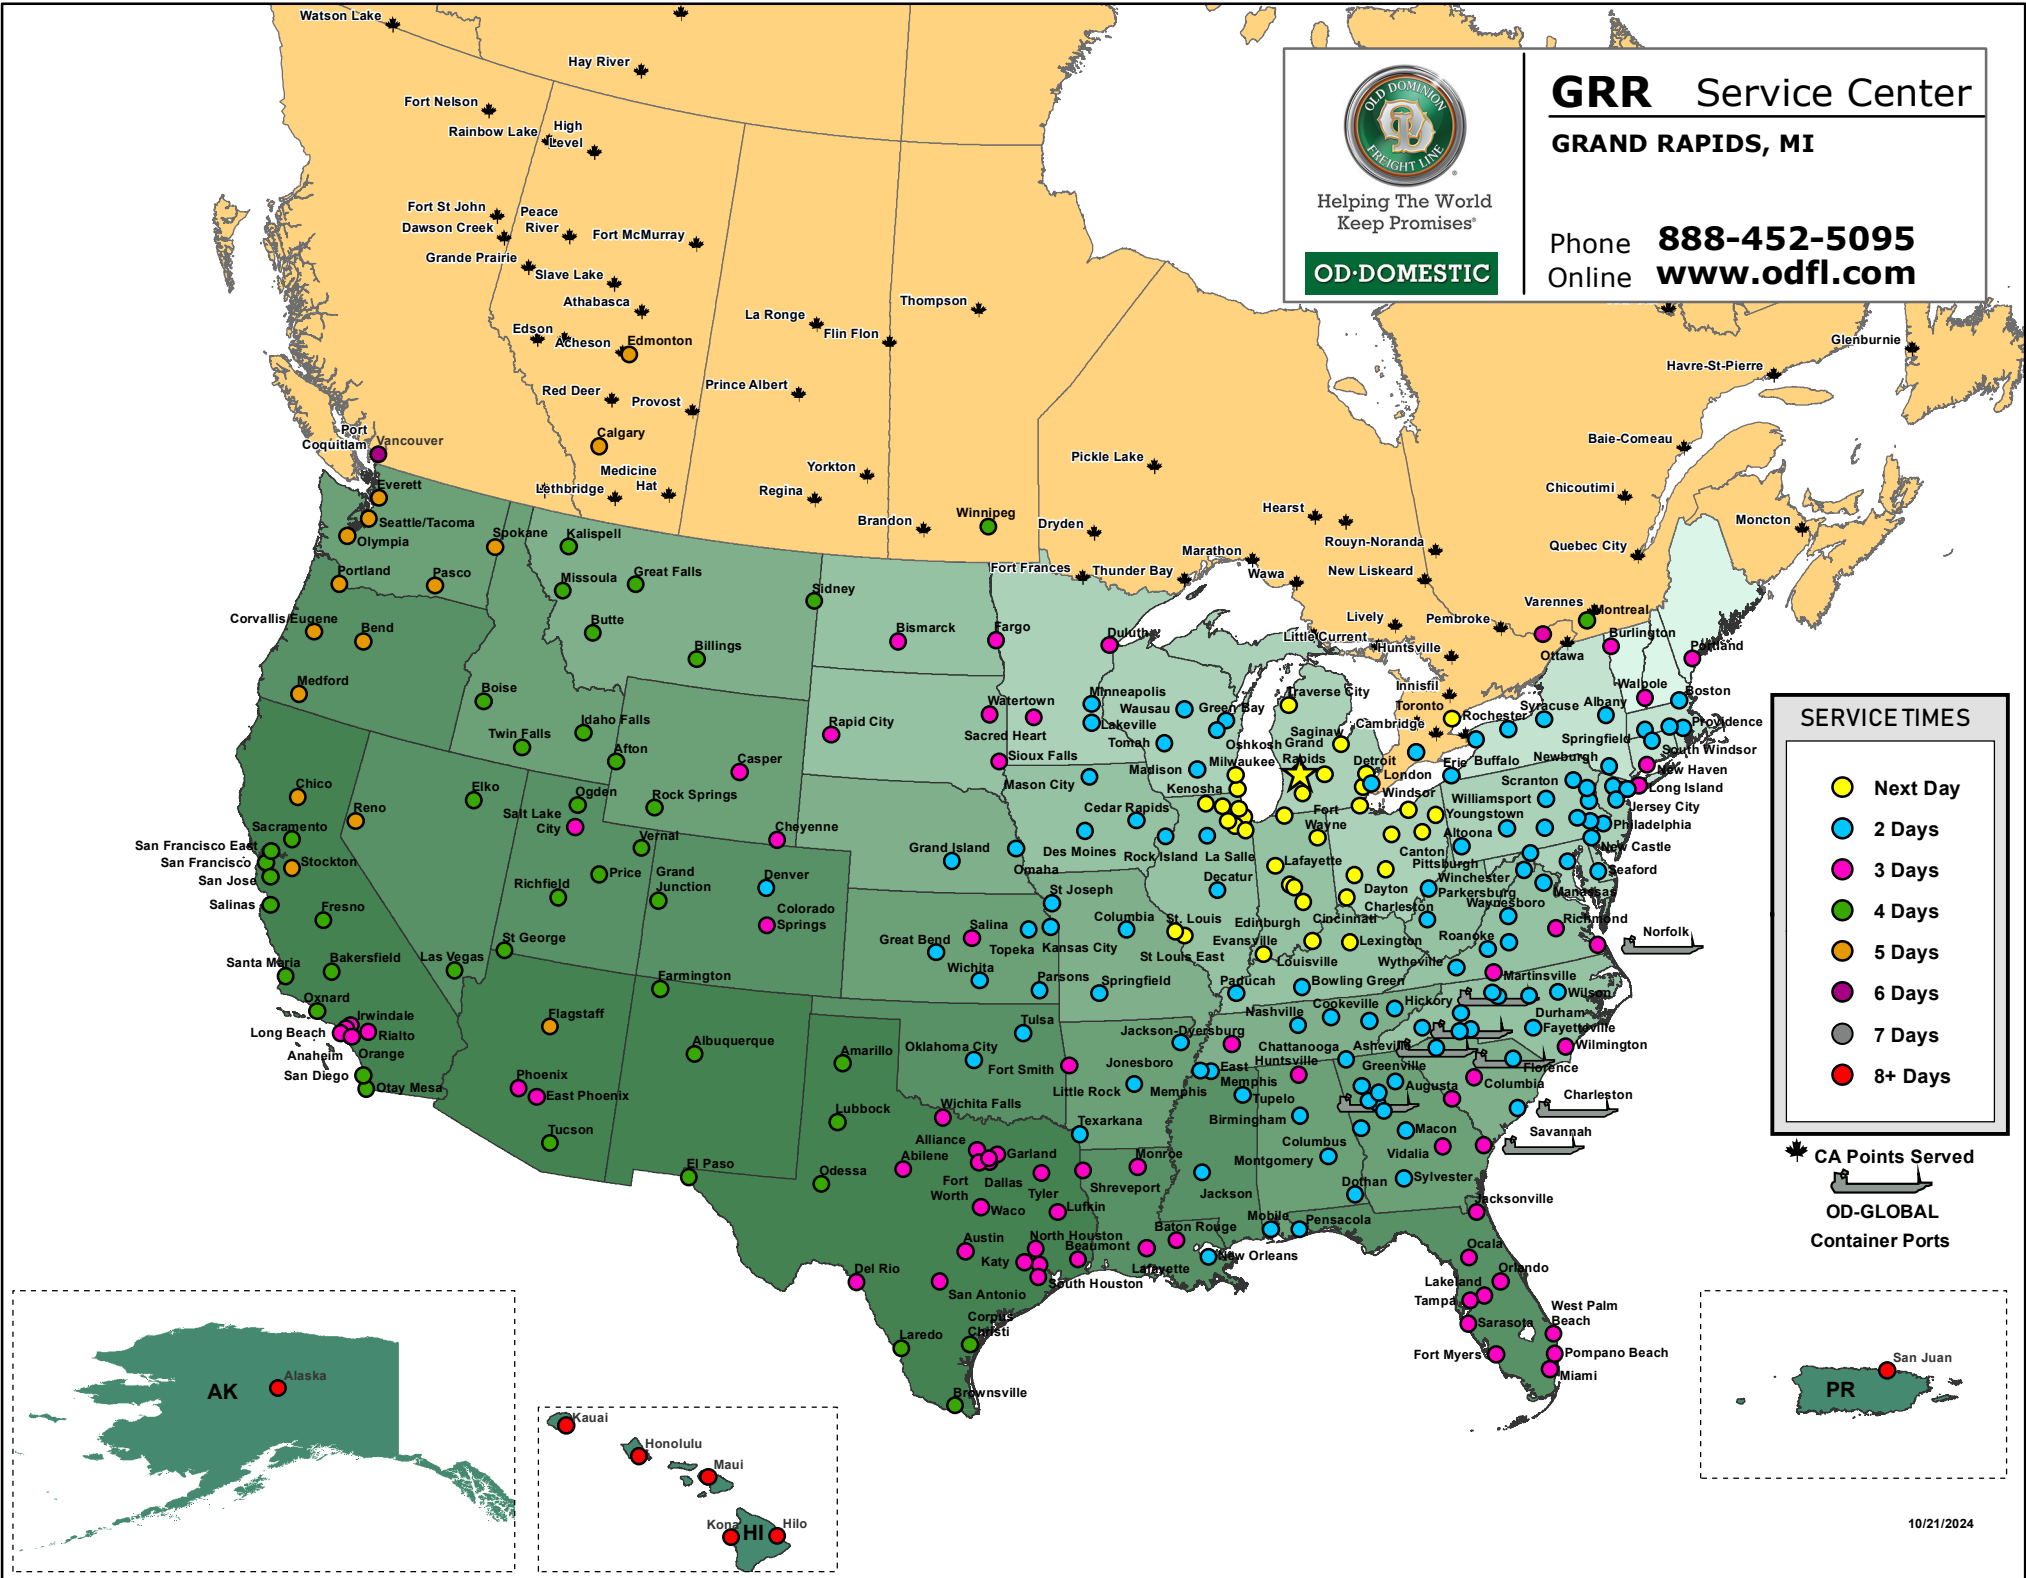 GRR Service Center
GRAND RAPIDS, MI
Phone 888-452-5095
Online www.odfl.com
OLD DOMINION
FREIGHT LINE
Helping The World
Keep Promises®
OD·DOMESTIC
Watson Lake
Hay River
Fort Nelson
Rainbow Lake
High
Level
Fort St John
Dawson Creek
Peace
River
Fort McMurray
Grande Prairie
Slave Lake
Athabasca
Edson
Acheson
Edmonton
La Ronge
Flin Flon
Thompson
Red Deer
Provost
Prince Albert
Port
Coquitlam
Vancouver
Calgary
Medicine
Hat
Lethbridge
Yorkton
Regina
Brandon
Winnipeg
Dryden
Pickle Lake
Fort Frances
Thunder Bay
Marathon
Wawa
Hearst
Rouyn-Noranda
New Liskeard
Lively
Little Current
Pembroke
Huntsville
Innisfil
Toronto
Cambridge
London
Windsor
Ottawa
Varennes
Montreal
Quebec City
Chicoutimi
Baie-Comeau
Havre-St-Pierre
Glenburnie
Moncton
Everett
Seattle/Tacoma
Olympia
Spokane
Portland
Pasco
Corvallis/Eugene
Bend
Medford
Kalispell
Missoula
Great Falls
Butte
Billings
Sidney
Boise
Idaho Falls
Twin Falls
Afton
Casper
Rock Springs
Cheyenne
Chico
Reno
Elko
Ogden
Salt Lake
City
Vernal
Price
Richfield
St George
Grand
Junction
Denver
Colorado
Springs
Sacramento
San Francisco East
San Francisco
Stockton
San Jose
Salinas
Fresno
Santa Maria
Bakersfield
Las Vegas
Oxnard
Irwindale
Long Beach
Rialto
Anaheim
Orange
San Diego
Otay Mesa
Flagstaff
Phoenix
East Phoenix
Tucson
Farmington
Albuquerque
El Paso
Bismarck
Fargo
Duluth
Rapid City
Watertown
Sacred Heart
Sioux Falls
Minneapolis
Lakeville
Wausau
Green Bay
Tomah
Oshkosh
Madison
Milwaukee
Kenosha
Mason City
Cedar Rapids
Des Moines
Rock Island
La Salle
Decatur
Grand Island
Omaha
St Joseph
Columbia
St. Louis
St Louis East
Salina
Topeka
Kansas City
Great Bend
Wichita
Parsons
Springfield
Traverse City
Saginaw
Grand
Rapids
Detroit
Fort
Wayne
Lafayette
Edinburgh
Evansville
Louisville
Lexington
Cincinnati
Dayton
Canton
Youngstown
Pittsburgh
Parkersburg
Charleston
Erie
Buffalo
Rochester
Syracuse
Albany
Burlington
Portland
Walpole
Boston
Providence
Springfield
South Windsor
Newburgh
New Haven
Long Island
Scranton
Jersey City
Williamsport
Philadelphia
Altoona
New Castle
Winchester
Seaford
Manassas
Waynesboro
Richmond
Norfolk
Roanoke
Wytheville
Martinsville
Wilson
Durham
Fayetteville
Hickory
Wilmington
Asheville
Florence
Greenville
Columbia
Augusta
Charleston
Savannah
Paducah
Bowling Green
Cookeville
Nashville
Jackson-Dyersburg
Chattanooga
Huntsville
Jonesboro
East
Memphis
Memphis
Tupelo
Little Rock
Birmingham
Columbus
Montgomery
Macon
Vidalia
Sylvester
Dothan
Tulsa
Oklahoma City
Fort Smith
Texarkana
Amarillo
Lubbock
Wichita Falls
Alliance
Abilene
Garland
Fort
Worth
Dallas
Tyler
Odessa
Waco
Lufkin
Shreveport
Monroe
Jackson
Austin
North Houston
Katy
Beaumont
South Houston
Del Rio
San Antonio
Laredo
Corpus
Christi
Brownsville
Baton Rouge
Lafayette
New Orleans
Mobile
Pensacola
Jacksonville
Ocala
Orlando
Lakeland
Tampa
Sarasota
Fort Myers
West Palm
Beach
Pompano Beach
Miami
SERVICE TIMES
Next Day
2 Days
3 Days
4 Days
5 Days
6 Days
7 Days
8+ Days
CA Points Served
OD-GLOBAL
Container Ports
AK
Alaska
Kauai
Honolulu
Maui
Kona
HI
Hilo
San Juan
PR
10/21/2024